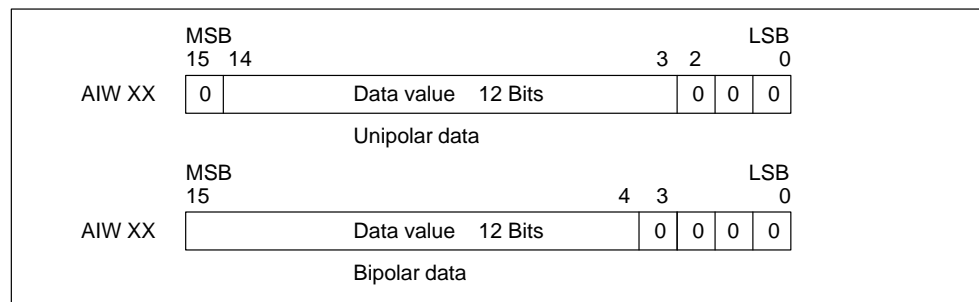 MSB LSB
15 14 3 2 0
AIW XX 0 Data value 12 Bits 0 0 0
Unipolar data
MSB LSB
15 4 3 0
AIW XX Data value 12 Bits 0 0 0 0
Bipolar data